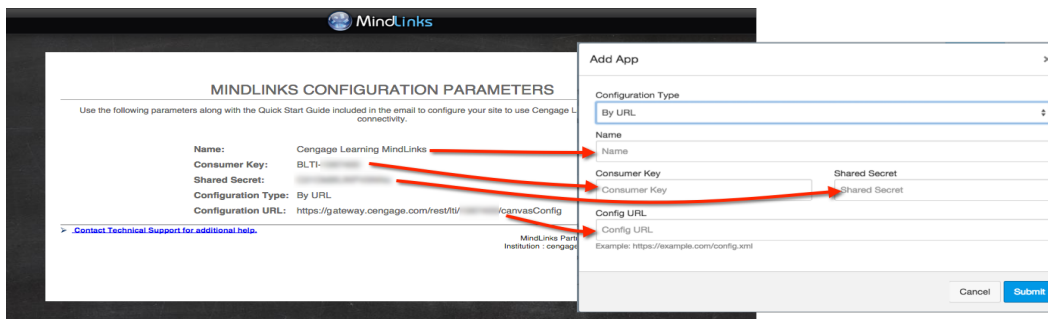 MindLinks
MINDLINKS CONFIGURATION PARAMETERS
Use the following parameters along with the Quick Start Guide included in the email to configure your site to use Cengage
connectivity.
Name: Cengage Learning MindLinks
Consumer Key: BLTI-
Shared Secret:
Configuration Type: By URL
Configuration URL: https://gateway.cengage.com/rest/lti/ /canvasConfig
Contact Technical Support for additional help.
MindLinks
Institution : cengage
Add App
×
Configuration Type
By URL
Name
Name
Consumer Key Shared Secret
Consumer Key Shared Secret
Config URL
Config URL
Example: https://example.com/config.xml
Cancel Submit